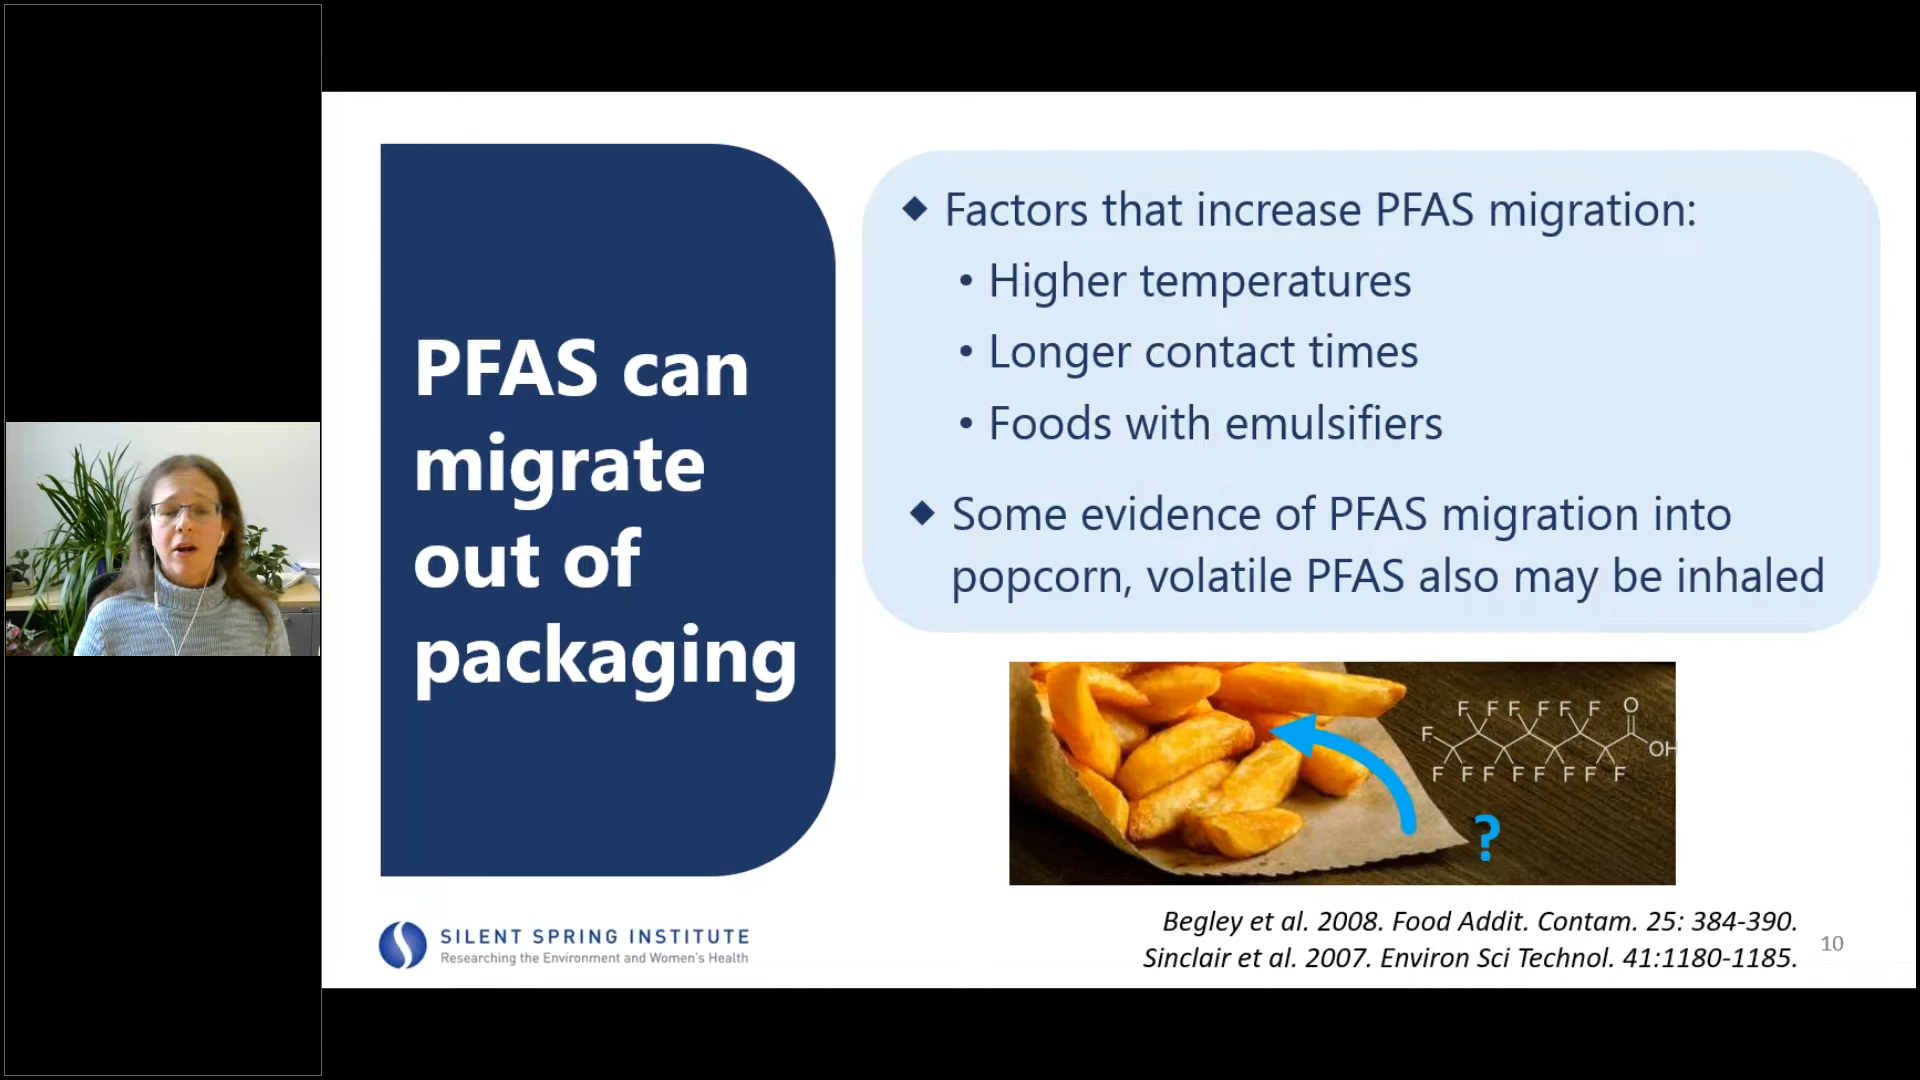 PFAS can
migrate
out of
packaging
◆ Factors that increase PFAS migration:
• Higher temperatures
• Longer contact times
• Foods with emulsifiers
◆ Some evidence of PFAS migration into
popcorn, volatile PFAS also may be inhaled
F F F F F F O
F
OH
F F F F F F F
?
SILENT SPRING INSTITUTE
Researching the Environment and Women's Health
Begley et al. 2008. Food Addit. Contam. 25: 384-390.
Sinclair et al. 2007. Environ Sci Technol. 41:1180-1185.
10